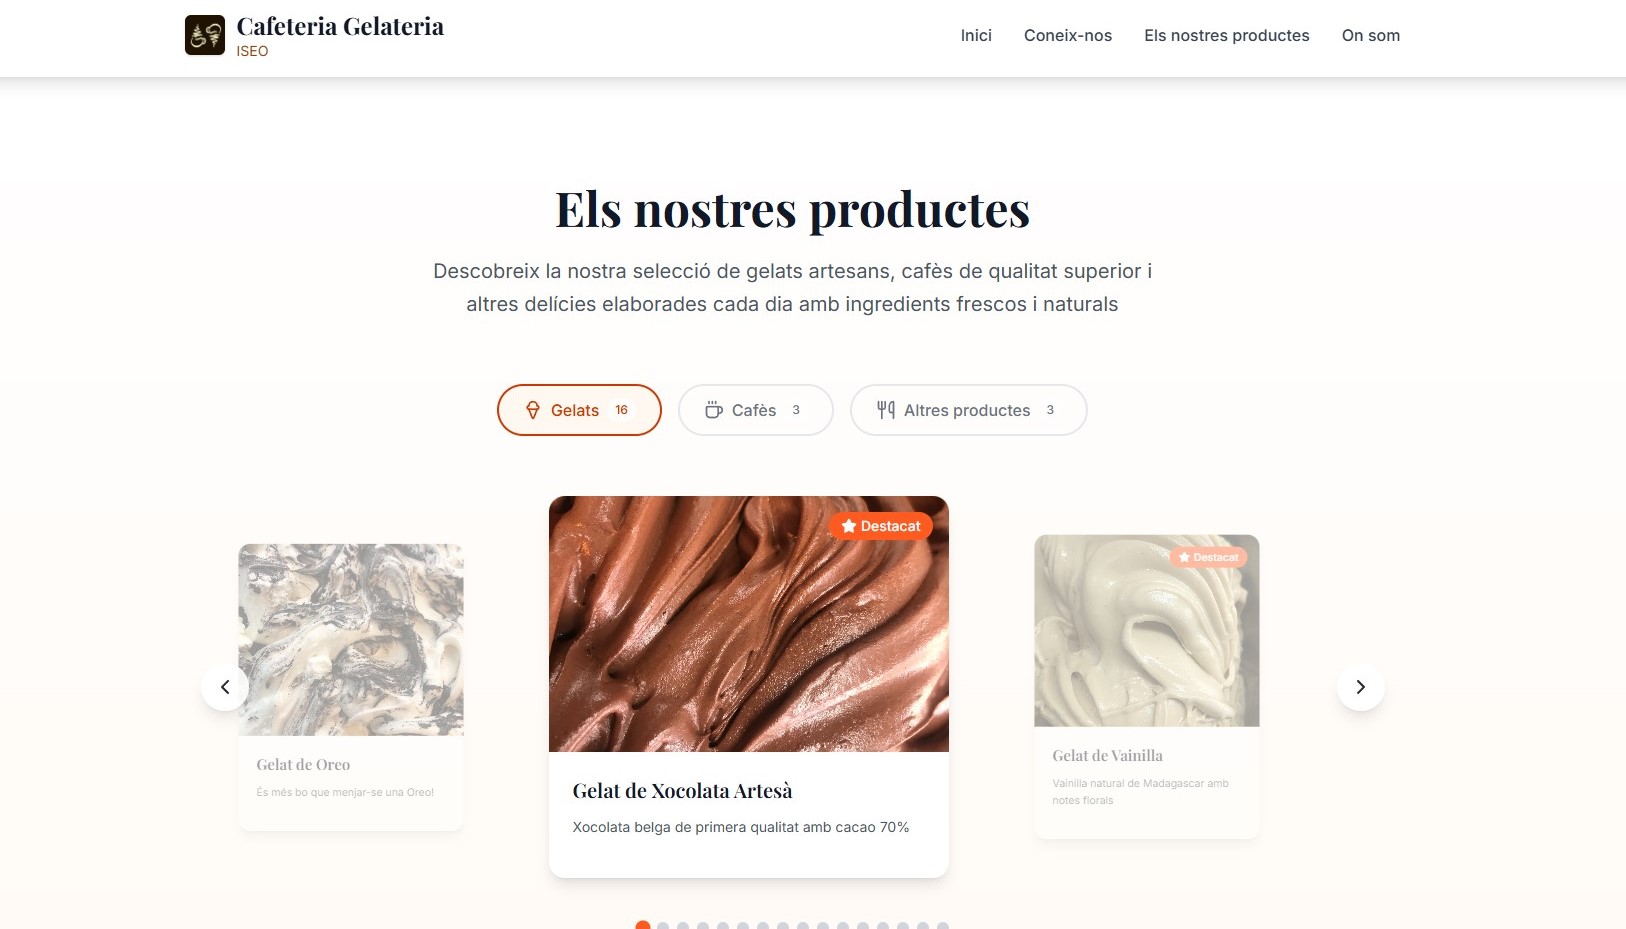 Cafeteria Gelateria
ISEO
Inici
Coneix-nos
Els nostres productes
On som
Els nostres productes
Descobreix la nostra selecció de gelats artesans, cafès de qualitat superior i
altres delícies elaborades cada dia amb ingredients frescos i naturals
Gelats 16
Cafès 3
Altres productes 3
Gelat de Oreo
És més bo que menjar-se una Oreo!
Destacat
Gelat de Xocolata Artesà
Xocolata belga de primera qualitat amb cacao 70%
Destacat
Gelat de Vainilla
Vainilla natural de Madagascar amb
notes florals